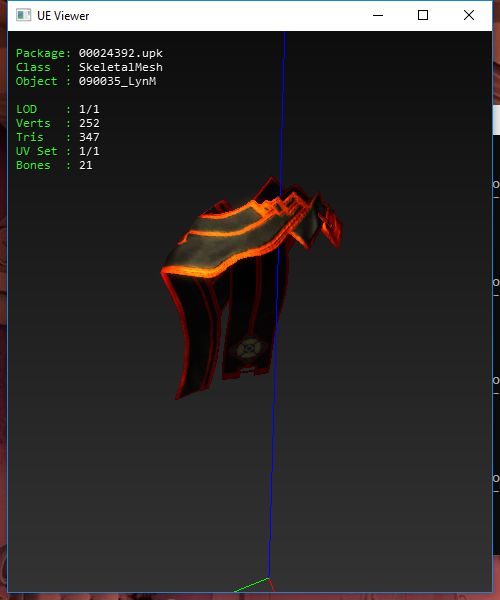 UE Viewer
Package: 00024392.upk
Class : SkeletalMesh
Object : 090035_LynM
LOD : 1/1
Verts : 252
Tris : 347
UV Set : 1/1
Bones : 21